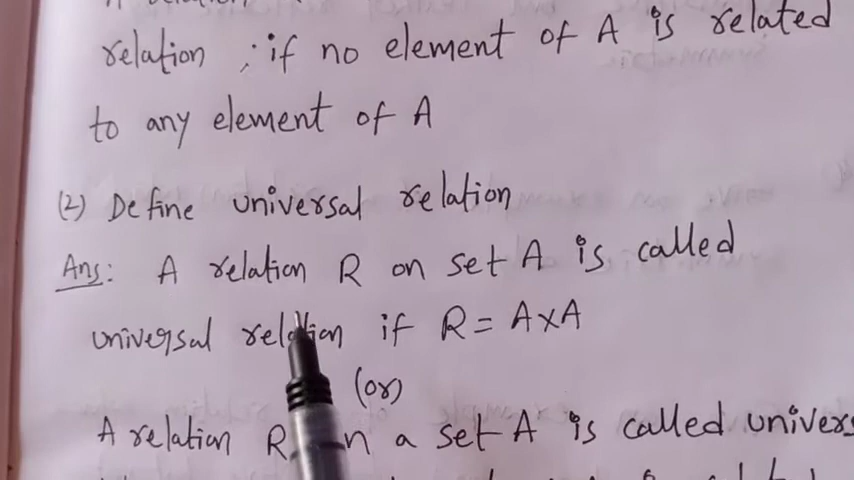 relation ; if no element of A is related
to any element of A
(2) Define universal relation
Ans: A relation R on set A is called
universal relation if R = A×A
(or)
A relation R n a set A is called univers